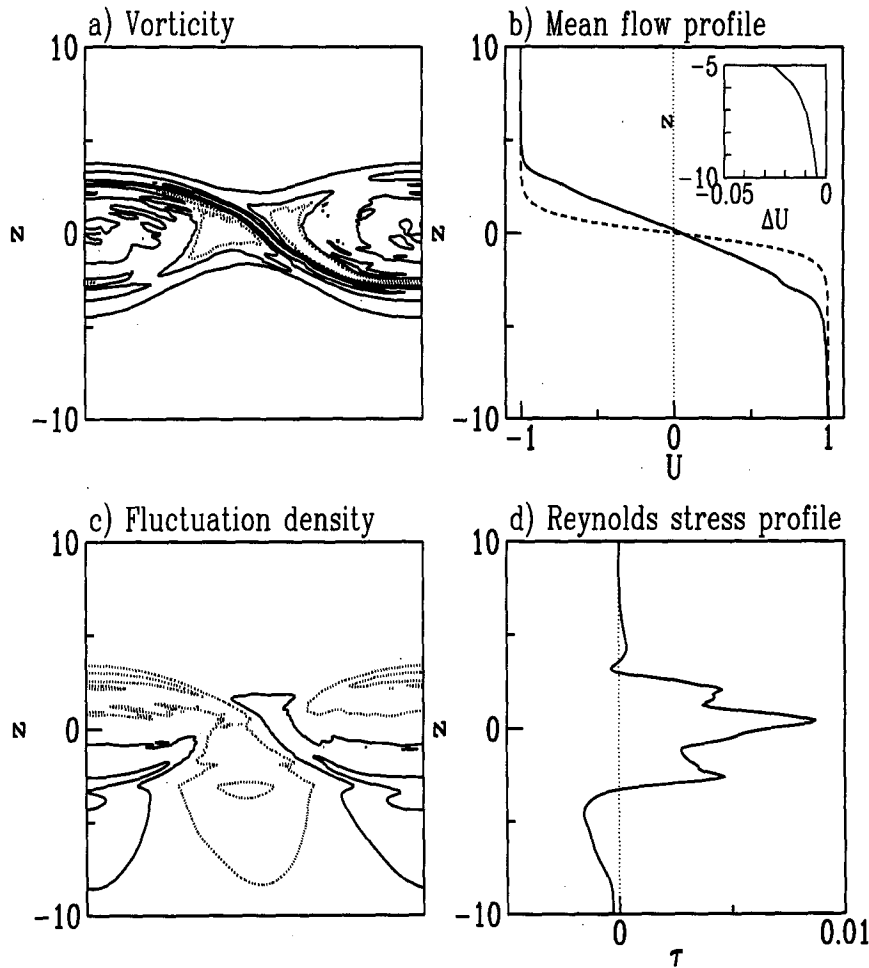 a) Vorticity
10
z
0
-10
b) Mean flow profile
10
z
0
-10
-1
0
1
U
z
-5
-10
-0.05
0
ΔU
c) Fluctuation density
10
z
0
-10
d) Reynolds stress profile
10
z
0
-10
0
0.01
τ